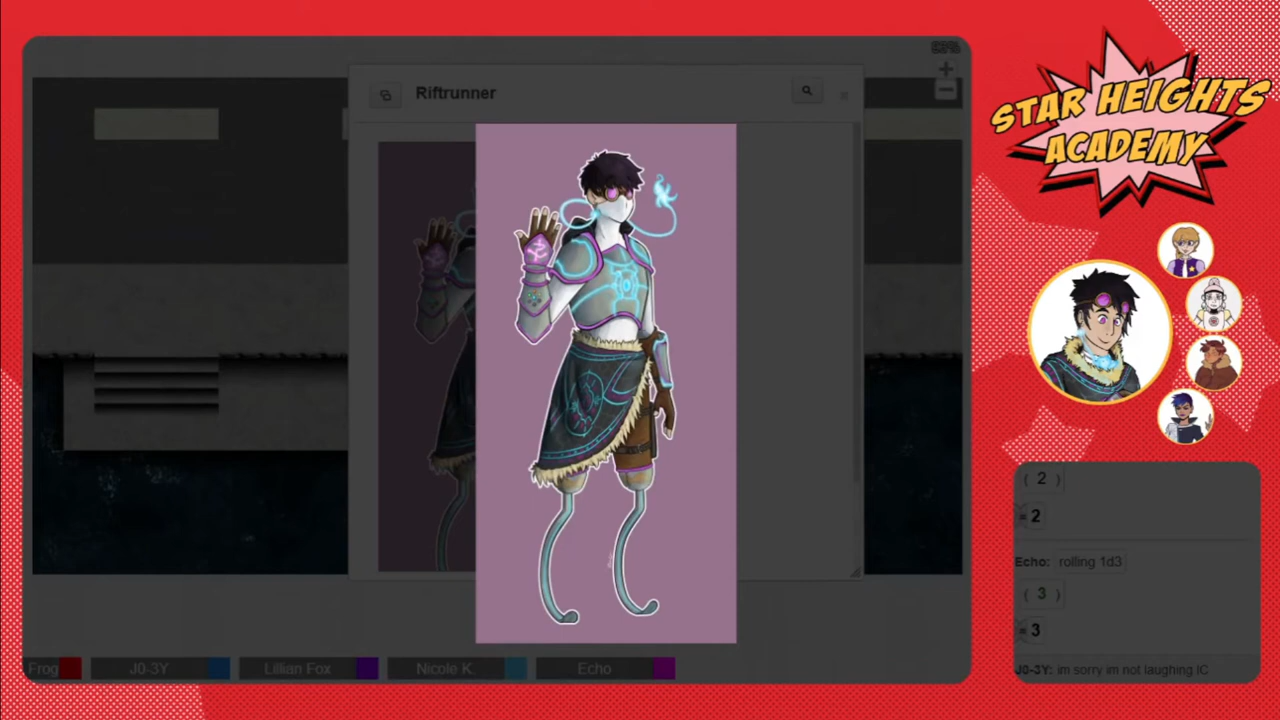 93%
Riftrunner
STAR HEIGHTS
ACADEMY
( 2 )
= 2
Echo: rolling 1d3
( 3 )
= 3
J0-3Y: im sorry im not laughing IC
Frog
J0-3Y
Lillian Fox
Nicole K.
Echo